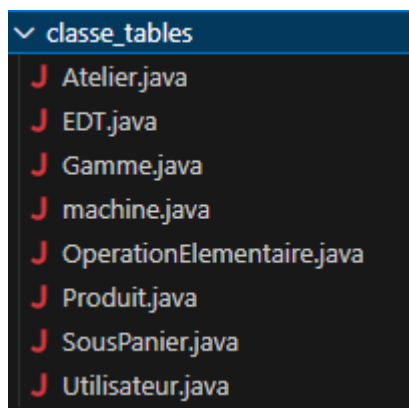 classe_tables
J Atelier.java
J EDT.java
J Gamme.java
J machine.java
J OperationElementaire.java
J Produit.java
J SousPanier.java
J Utilisateur.java